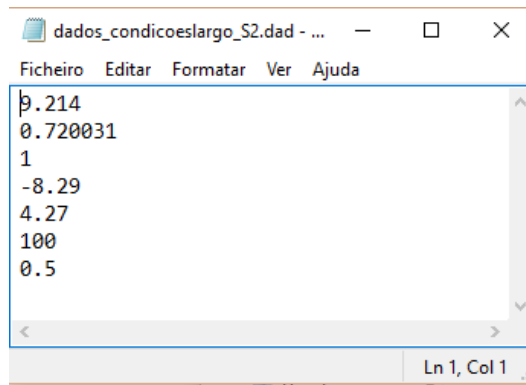 dados_condicoeslargo_S2.dad - ...
Ficheiro Editar Formatar Ver Ajuda
9.214
0.720031
1
-8.29
4.27
100
0.5
Ln 1, Col 1